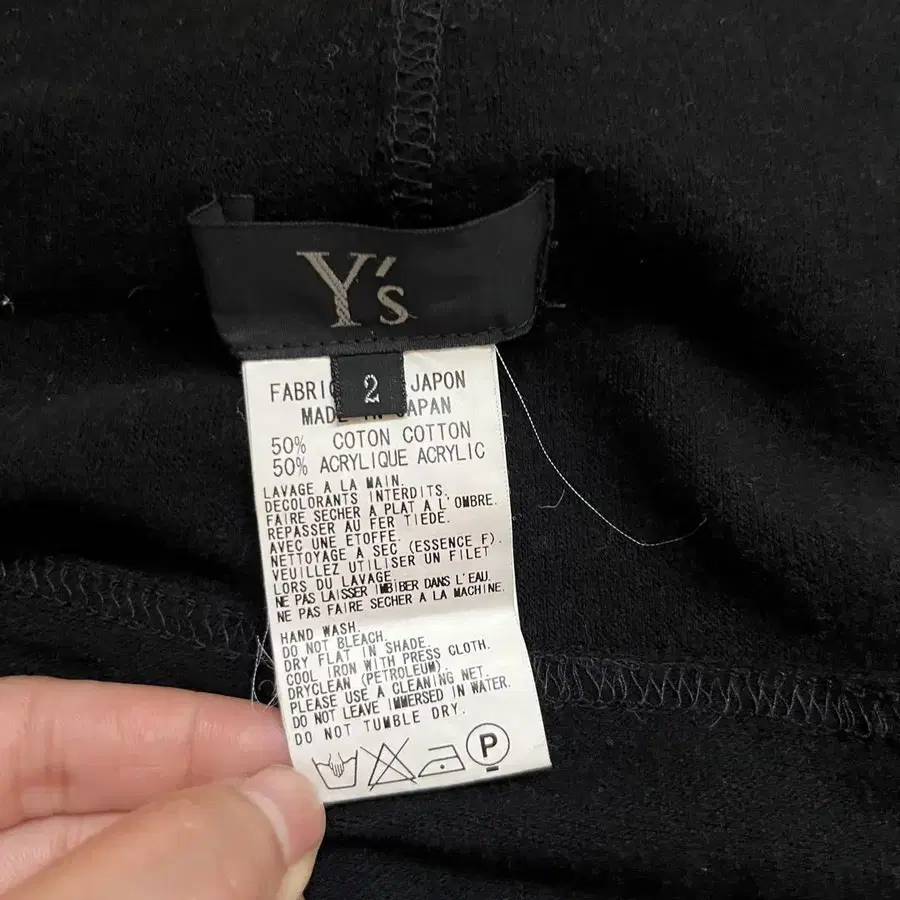 Y's
2
FABRI JAPON
MADE IN JAPAN
50% COTON COTTON
50% ACRYLIQUE ACRYLIC
LAVAGE A LA MAIN.
DECOLORANTS INTERDITS.
FAIRE SECHER A PLAT A L'OMBRE.
REPASSER AU FER TIEDE.
AVEC UNE ETOFFE.
NETTOYAGE A SEC (ESSENCE F).
VEUILLEZ UTILISER UN FILET
LORS DU LAVAGE.
NE PAS LAISSER IMBIBER DANS L'EAU.
NE PAS FAIRE SECHER A LA MACHINE.
HAND WASH.
DO NOT BLEACH.
DRY FLAT IN SHADE.
COOL IRON WITH PRESS CLOTH.
DRYCLEAN (PETROLEUM).
PLEASE USE A CLEANING NET.
DO NOT LEAVE IMMERSED IN WATER.
DO NOT TUMBLE DRY.
P